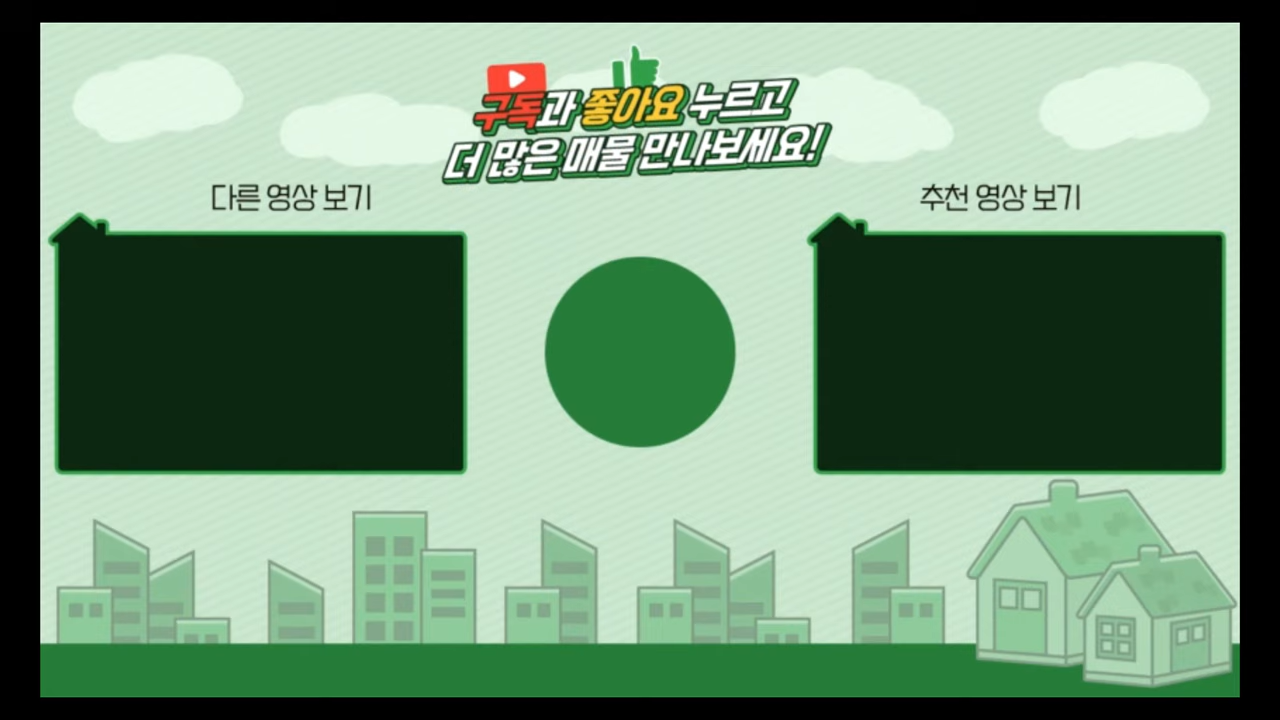 구독과 좋아요 누르고
더 많은 매물 만나보세요!
다른 영상 보기
추천 영상 보기